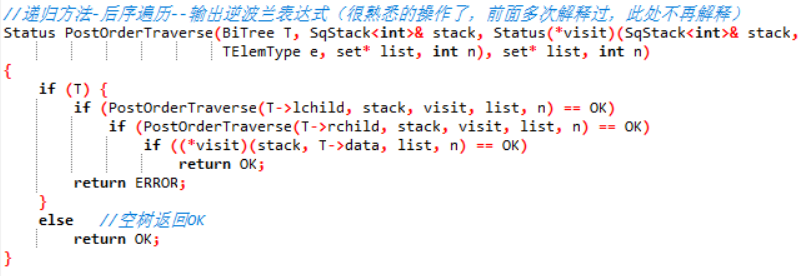 //递归方法-后序遍历--输出逆波兰表达式（很熟悉的操作了，前面多次解释过，此处不再解释）
Status PostOrderTraverse(BiTree T, SqStack<int>& stack, Status(*visit)(SqStack<int>& stack,
TElemType e, set* list, int n), set* list, int n)
{
if (T) {
if (PostOrderTraverse(T->lchild, stack, visit, list, n) == OK)
if (PostOrderTraverse(T->rchild, stack, visit, list, n) == OK)
if ((*visit)(stack, T->data, list, n) == OK)
return OK;
return ERROR;
}
else //空树返回OK
return OK;
}